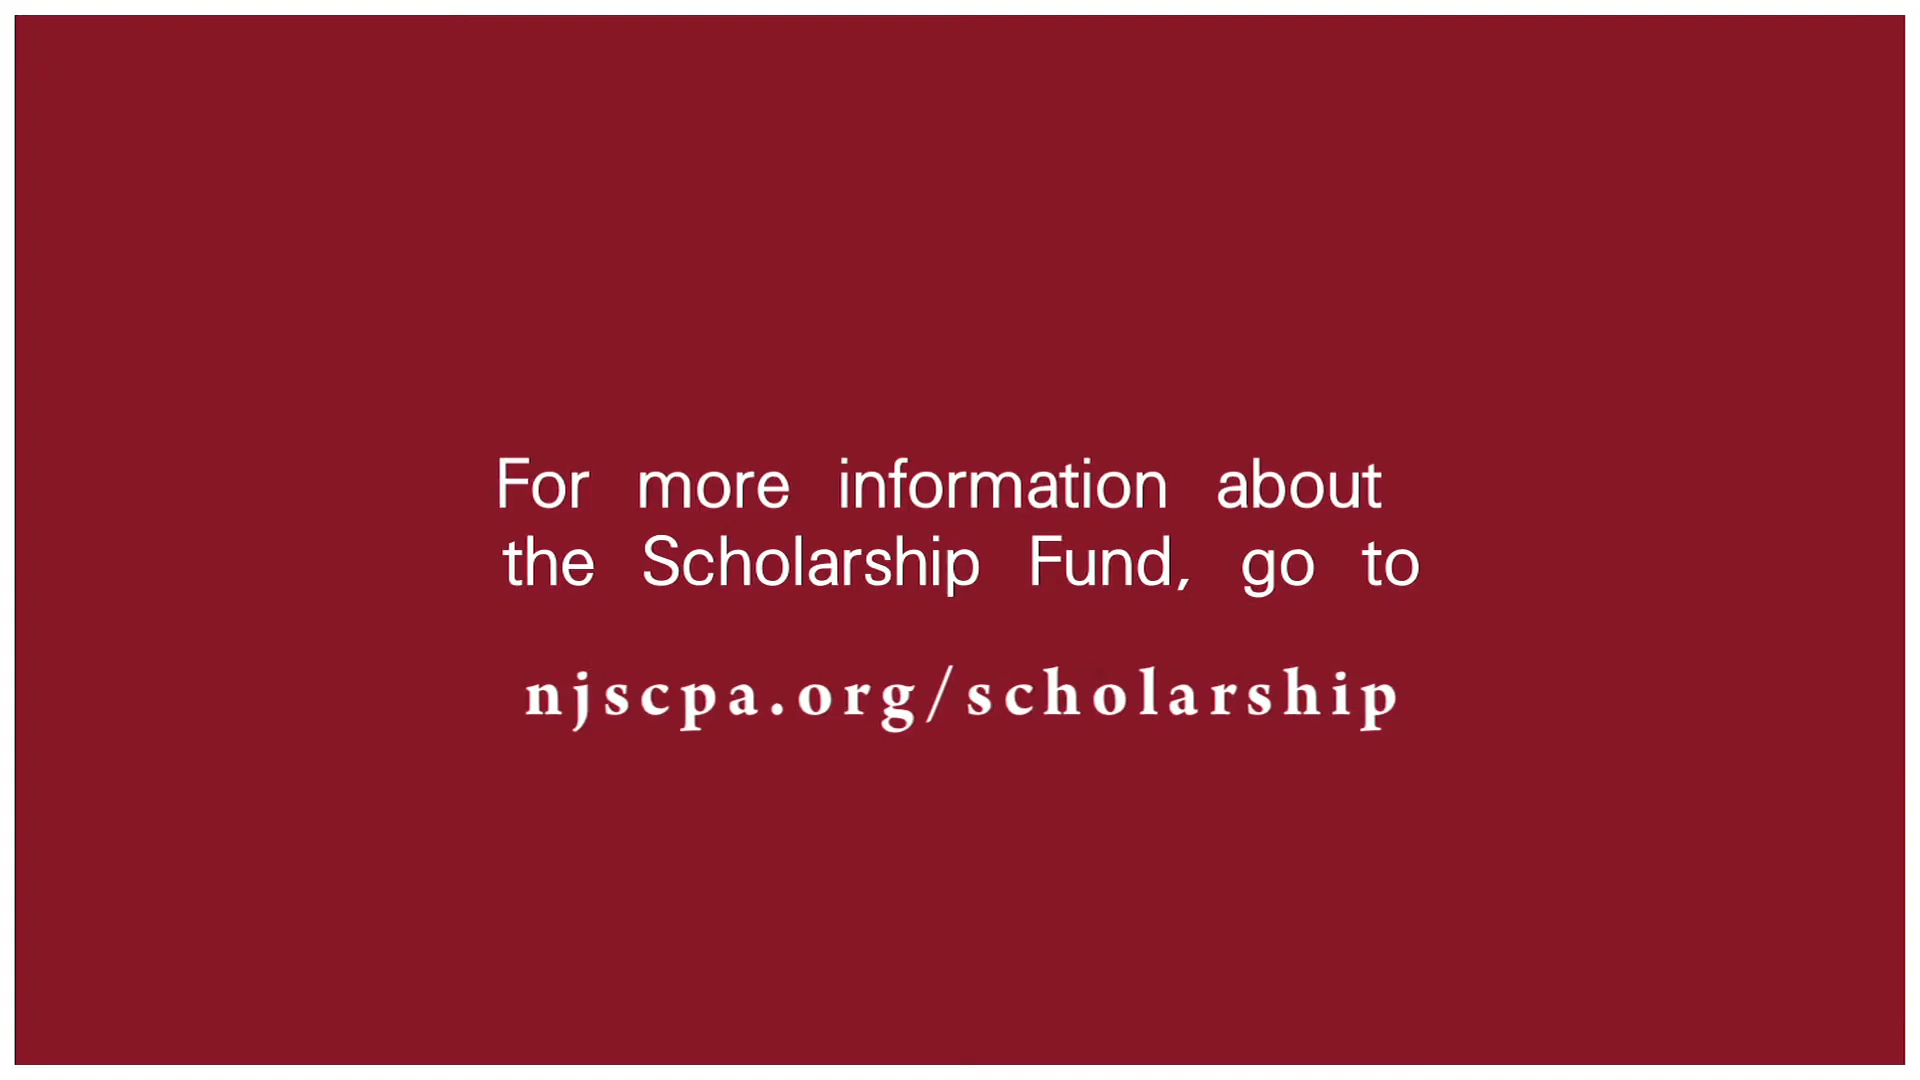 For more information about
the Scholarship Fund, go to
njscpa.org/scholarship